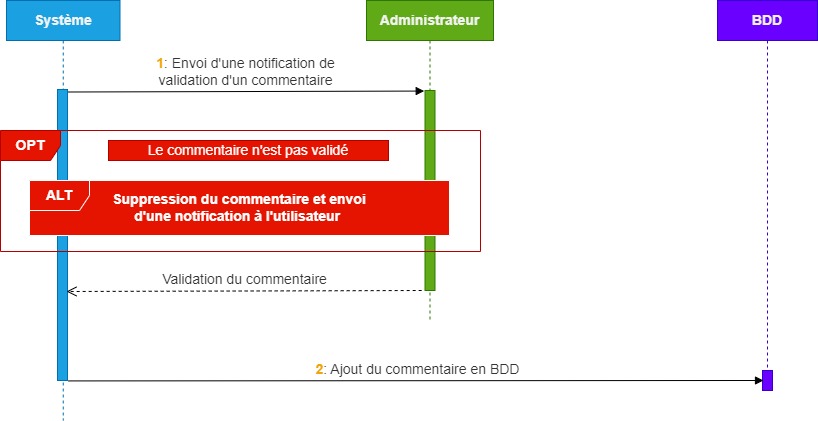 Système
Administrateur
BDD
1: Envoi d'une notification de
validation d'un commentaire
OPT
Le commentaire n'est pas validé
ALT
Suppression du commentaire et envoi
d'une notification à l'utilisateur
Validation du commentaire
2: Ajout du commentaire en BDD